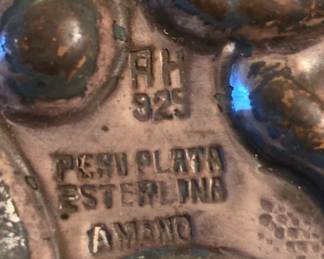 AH
925
PERU PLATA
ESTERLINA
A MANO